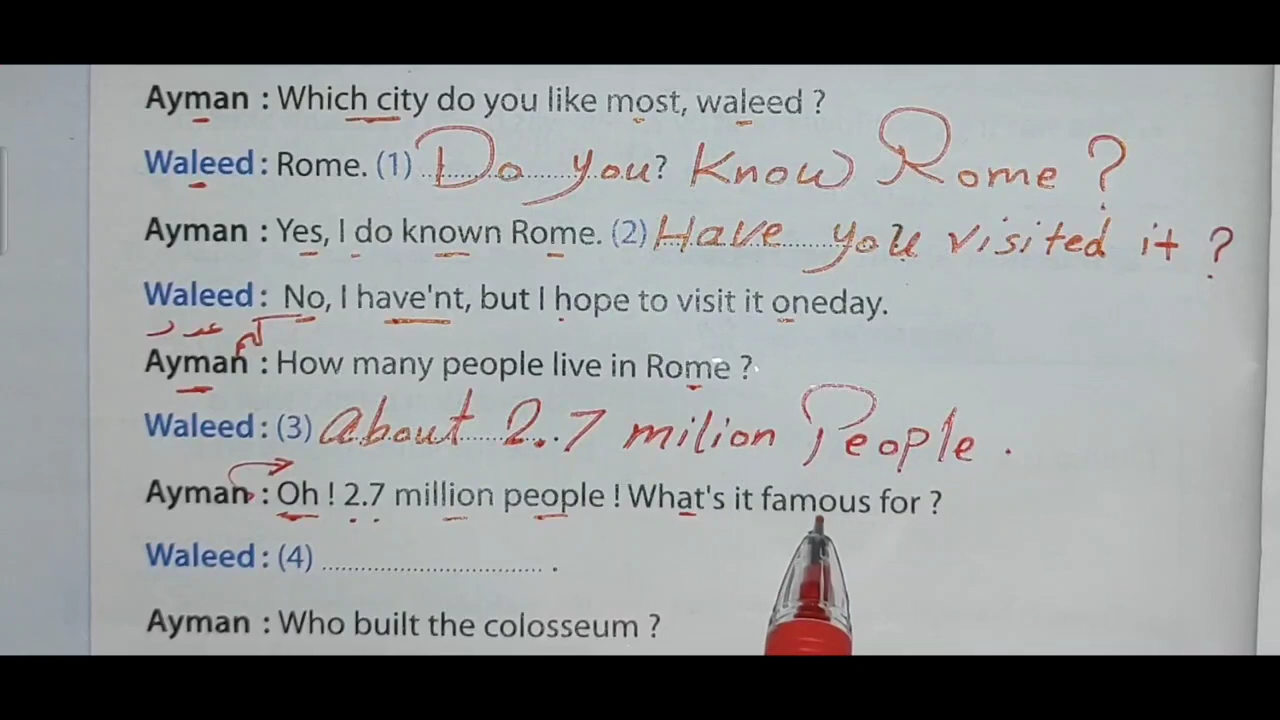 Ayman : Which city do you like most, waleed ?
Waleed : Rome. (1) Do you? Know Rome ?
Ayman : Yes, I do known Rome. (2) Have you visited it ?
Waleed : No, I have'nt, but I hope to visit it oneday.
كم عدد
Ayman : How many people live in Rome ?
Waleed : (3) about 2.7 milion People .
Ayman : Oh ! 2.7 million people ! What's it famous for ?
Waleed : (4) .................................... .
Ayman : Who built the colosseum ?